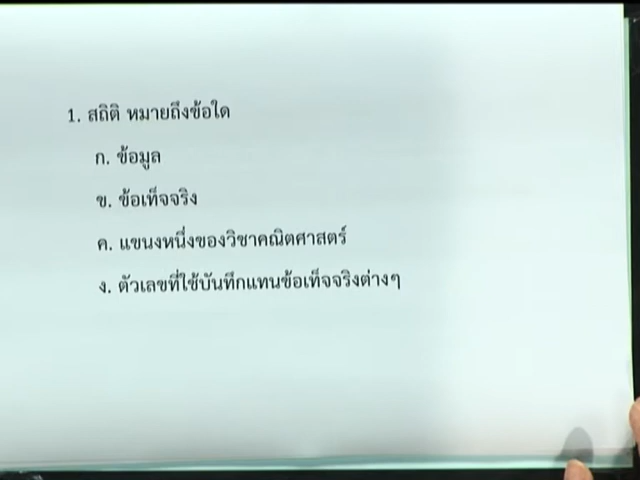 1. สถิติ หมายถึงข้อใด
ก. ข้อมูล
ข. ข้อเท็จจริง
ค. แขนงหนึ่งของวิชาคณิตศาสตร์
ง. ตัวเลขที่ใช้บันทึกแทนข้อเท็จจริงต่างๆ